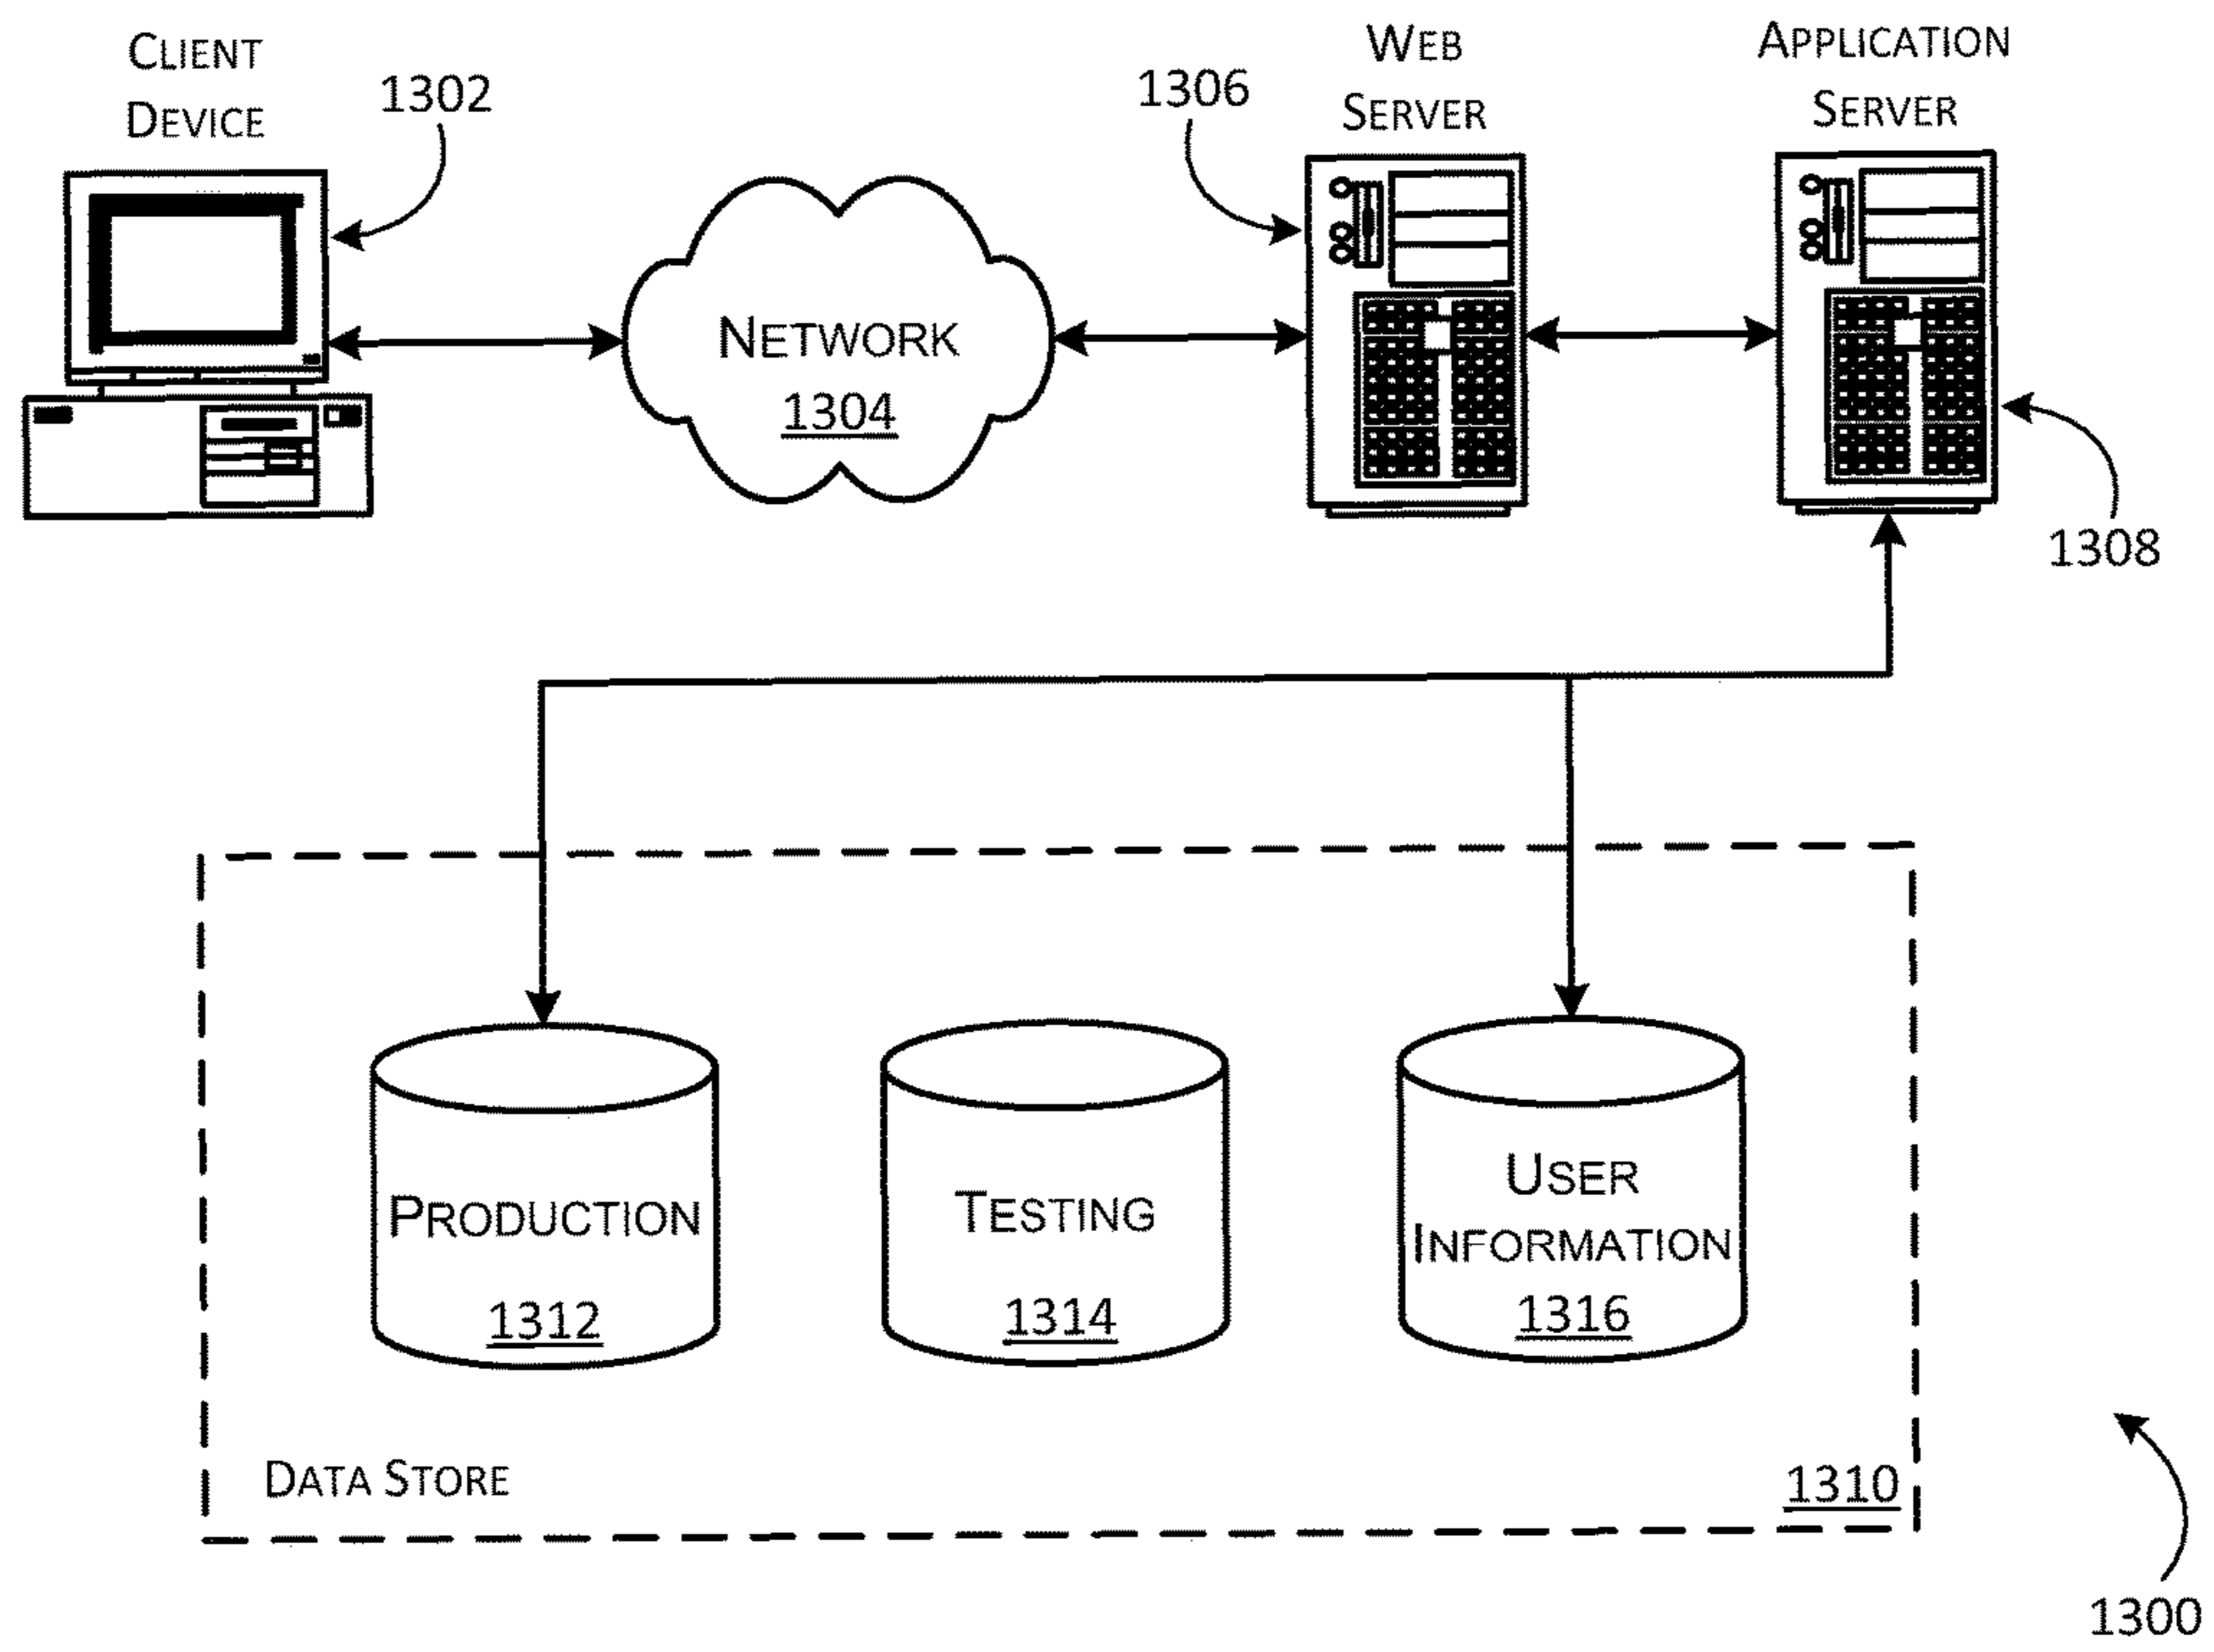 CLIENT
DEVICE
1302
1306
WEB
SERVER
APPLICATION
SERVER
NETWORK
1304
1308
PRODUCTION
1312
TESTING
1314
USER
INFORMATION
1316
DATA STORE
1310
1300